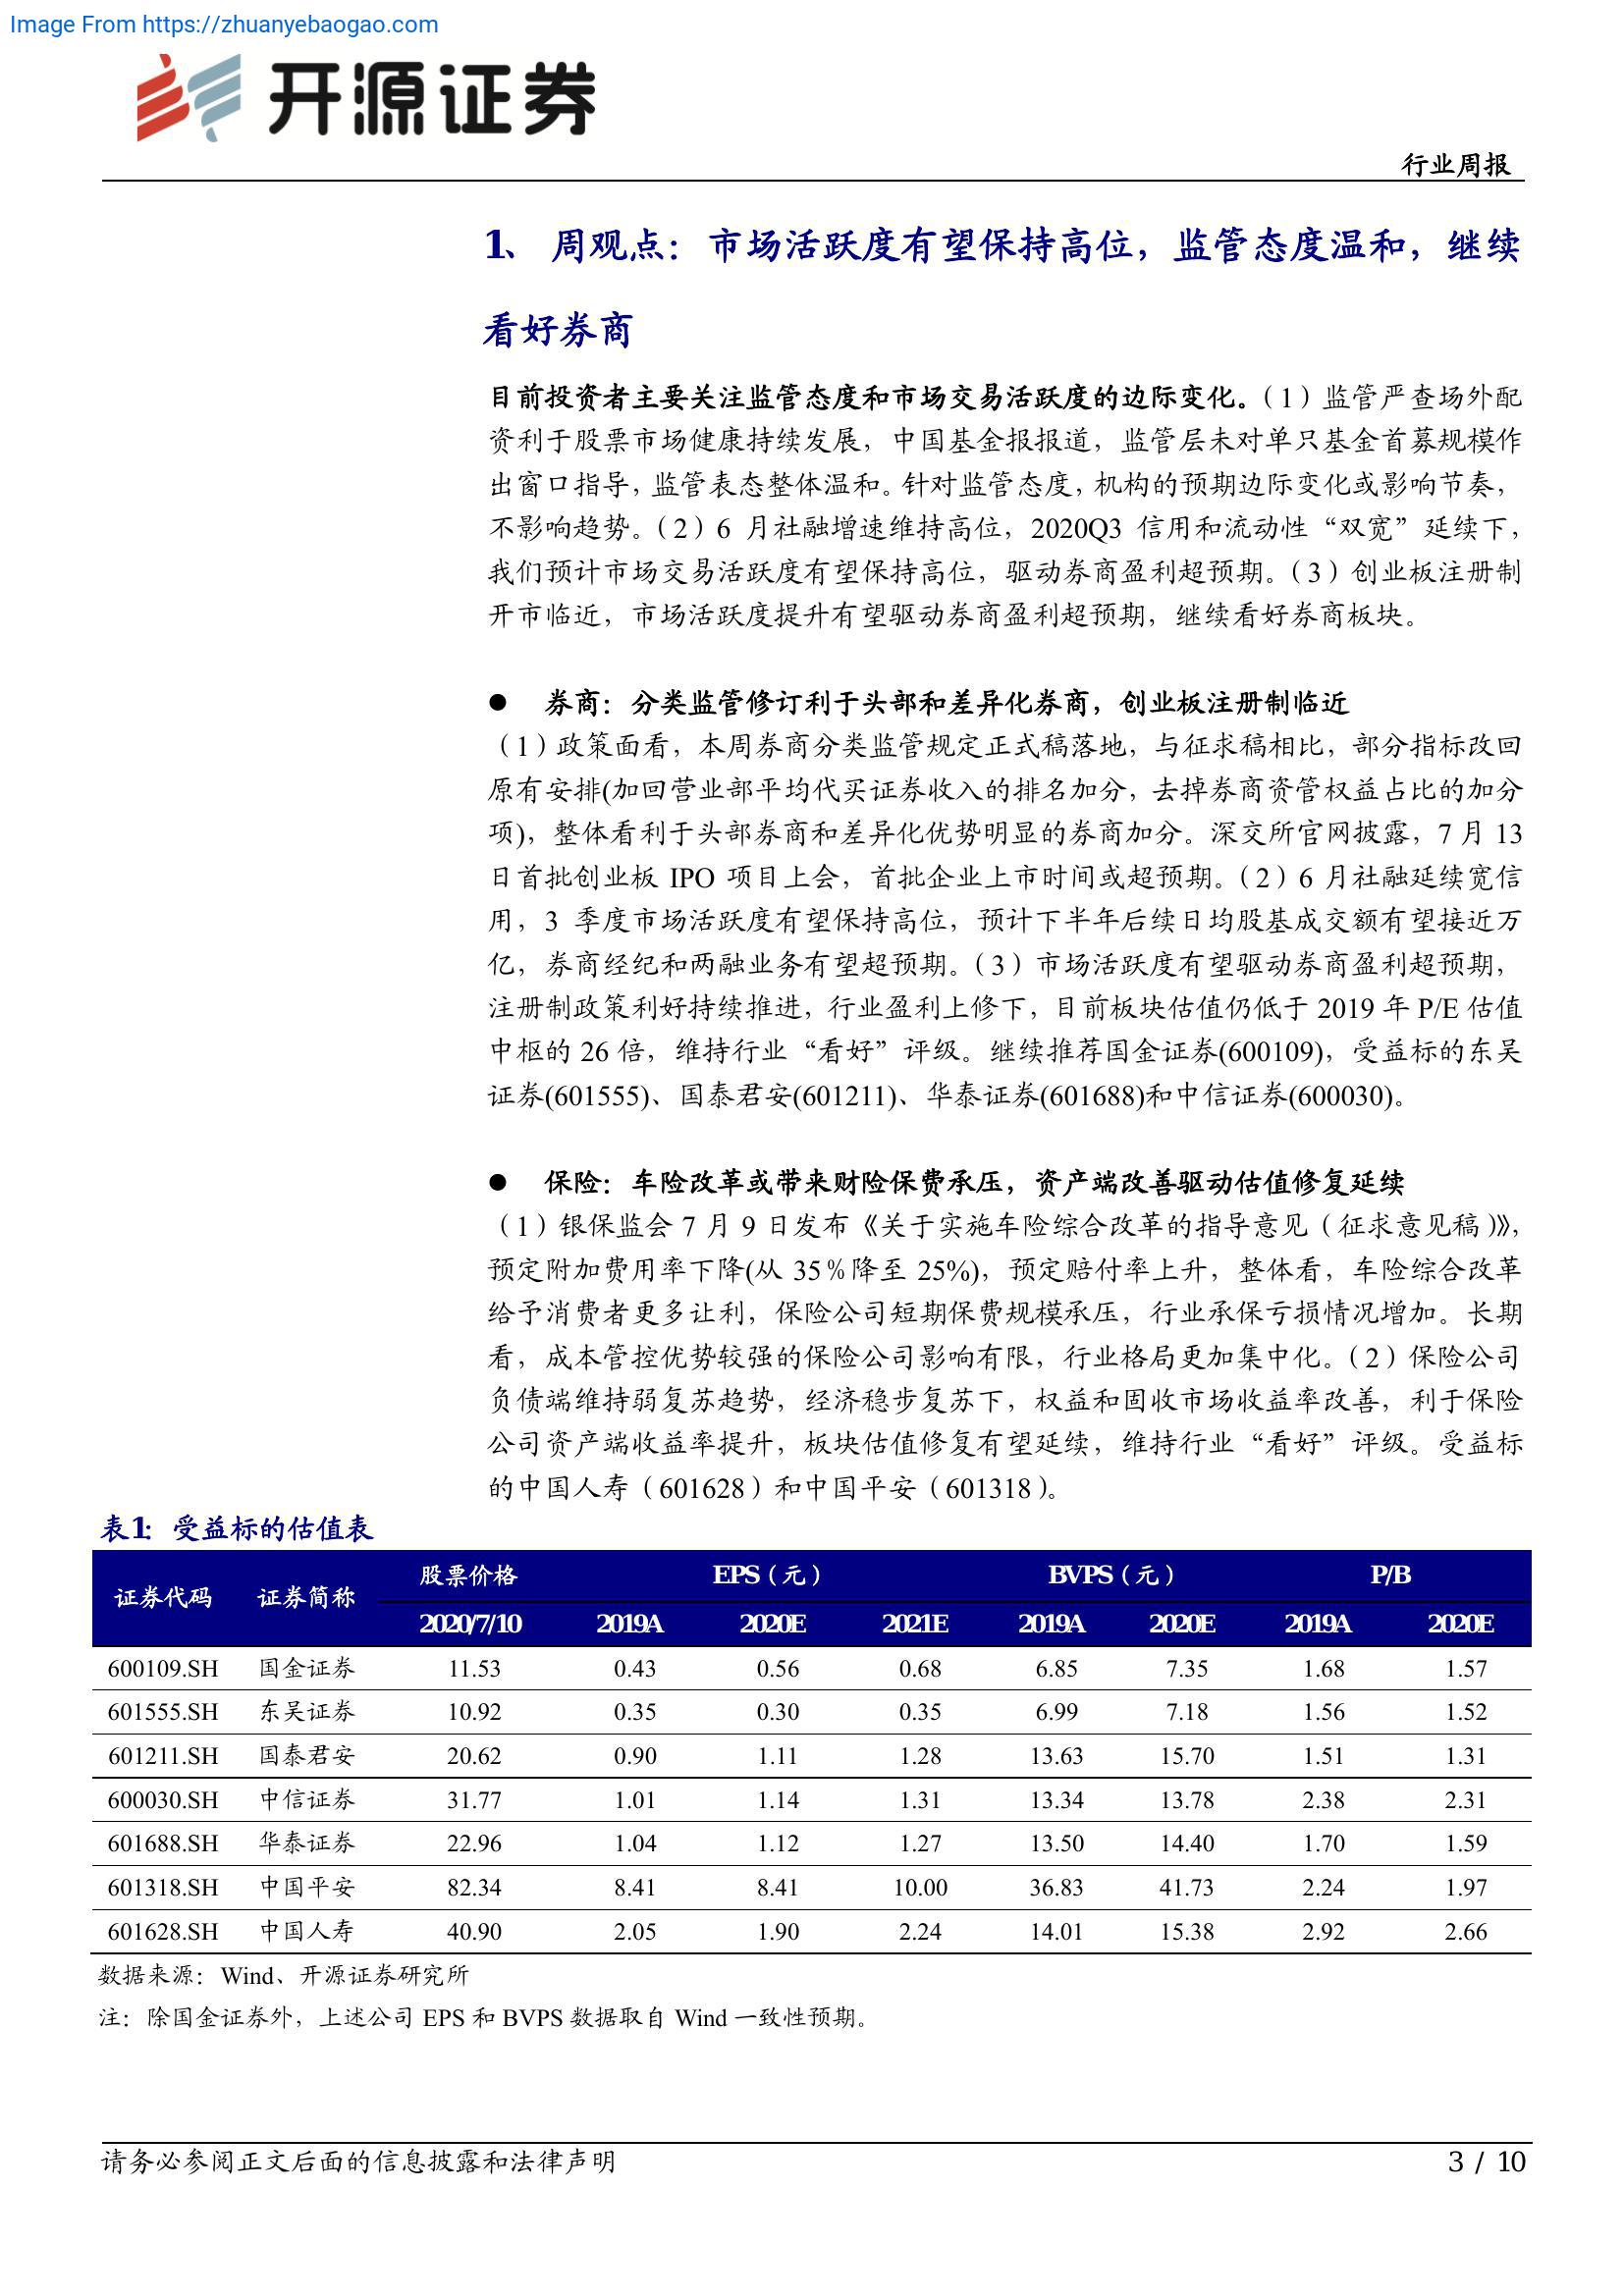 Image From https://zhuanyebaogao.com
开源证券
行业周报
1、 周观点：市场活跃度有望保持高位，监管态度温和，继续
看好券商
目前投资者主要关注监管态度和市场交易活跃度的边际变化。（1）监管严查场外配
资利于股票市场健康持续发展，中国基金报报道，监管层未对单只基金首募规模作
出窗口指导，监管表态整体温和。针对监管态度，机构的预期边际变化或影响节奏，
不影响趋势。（2）6 月社融增速维持高位，2020Q3 信用和流动性“双宽”延续下，
我们预计市场交易活跃度有望保持高位，驱动券商盈利超预期。（3）创业板注册制
开市临近，市场活跃度提升有望驱动券商盈利超预期，继续看好券商板块。
● 券商：分类监管修订利于头部和差异化券商，创业板注册制临近
（1）政策面看，本周券商分类监管规定正式稿落地，与征求稿相比，部分指标改回
原有安排(加回营业部平均代买证券收入的排名加分，去掉券商资管权益占比的加分
项)，整体看利于头部券商和差异化优势明显的券商加分。深交所官网披露，7 月 13
日首批创业板 IPO 项目上会，首批企业上市时间或超预期。（2）6 月社融延续宽信
用，3 季度市场活跃度有望保持高位，预计下半年后续日均股基成交额有望接近万
亿，券商经纪和两融业务有望超预期。（3）市场活跃度有望驱动券商盈利超预期，
注册制政策利好持续推进，行业盈利上修下，目前板块估值仍低于 2019 年 P/E 估值
中枢的 26 倍，维持行业“看好”评级。继续推荐国金证券(600109)，受益标的东吴
证券(601555)、国泰君安(601211)、华泰证券(601688)和中信证券(600030)。
● 保险：车险改革或带来财险保费承压，资产端改善驱动估值修复延续
（1）银保监会 7 月 9 日发布《关于实施车险综合改革的指导意见（征求意见稿）》，
预定附加费用率下降(从 35%降至 25%)，预定赔付率上升，整体看，车险综合改革
给予消费者更多让利，保险公司短期保费规模承压，行业承保亏损情况增加。长期
看，成本管控优势较强的保险公司影响有限，行业格局更加集中化。（2）保险公司
负债端维持弱复苏趋势，经济稳步复苏下，权益和固收市场收益率改善，利于保险
公司资产端收益率提升，板块估值修复有望延续，维持行业“看好”评级。受益标
的中国人寿（601628）和中国平安（601318）。
表1：受益标的估值表
证券代码 证券简称 股票价格 EPS（元） BVPS（元） P/B
2020/7/10 2019A 2020E 2021E 2019A 2020E 2019A 2020E
600109.SH 国金证券 11.53 0.43 0.56 0.68 6.85 7.35 1.68 1.57
601555.SH 东吴证券 10.92 0.35 0.30 0.35 6.99 7.18 1.56 1.52
601211.SH 国泰君安 20.62 0.90 1.11 1.28 13.63 15.70 1.51 1.31
600030.SH 中信证券 31.77 1.01 1.14 1.31 13.34 13.78 2.38 2.31
601688.SH 华泰证券 22.96 1.04 1.12 1.27 13.50 14.40 1.70 1.59
601318.SH 中国平安 82.34 8.41 8.41 10.00 36.83 41.73 2.24 1.97
601628.SH 中国人寿 40.90 2.05 1.90 2.24 14.01 15.38 2.92 2.66
数据来源：Wind、开源证券研究所
注：除国金证券外，上述公司 EPS 和 BVPS 数据取自 Wind 一致性预期。
请务必参阅正文后面的信息披露和法律声明 3 / 10